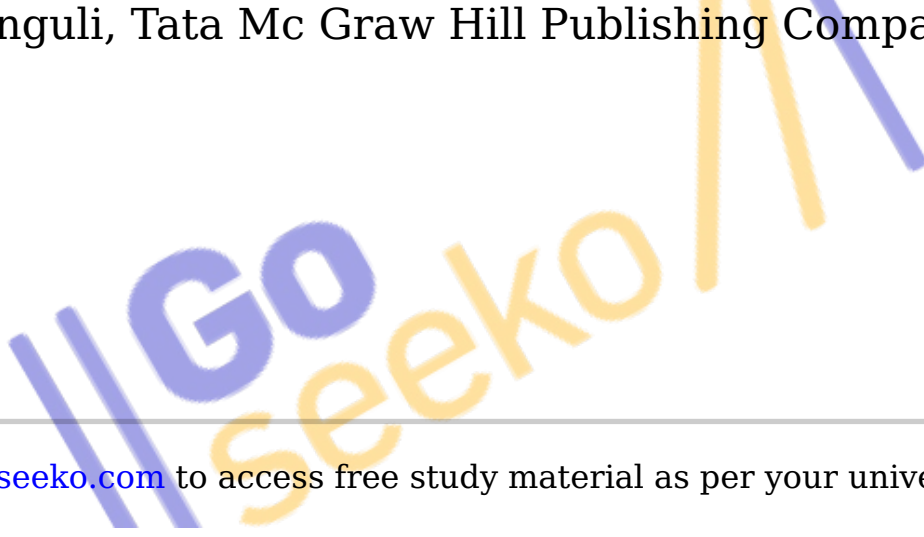 nguli, Tata Mc Graw Hill Publishing Compa
Go
seeko
seeko.com to access free study material as per your unive